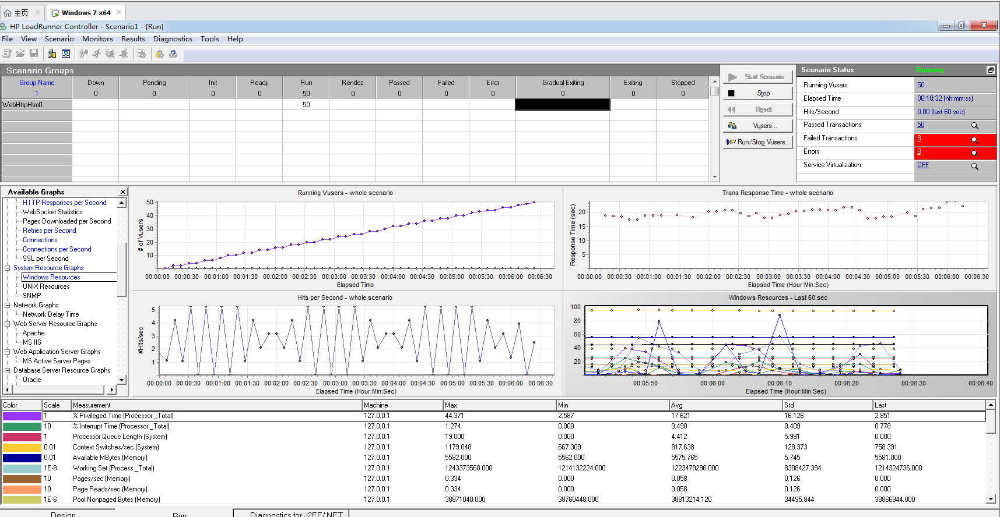 主页
Windows 7 x64
HP LoadRunner Controller - Scenario1 - [Run]
File View Scenario Monitors Results Diagnostics Tools Help
Scenario Groups
Group Name Down Pending Init Ready Run Rendez Passed Failed Error Gradual Exiting Exiting Stopped
1 0 0 0 0 50 0 0 0 0 0 0 0
WebHttpHtml1 50
Start Scenario
Stop
Reset
Vusers...
Run/Stop Vusers...
Scenario Status Running
Running Vusers 50
Elapsed Time 00:10:32 (hh:mm:ss)
Hits/Second 0.00 (last 60 sec)
Passed Transactions 50
Failed Transactions 8
Errors 8
Service Virtualization OFF
Available Graphs
HTTP Responses per Second
WebSocket Statistics
Pages Downloaded per Second
Retries per Second
Connections
Connections per Second
SSL per Second
System Resource Graphs
Windows Resources
UNIX Resources
SNMP
Network Graphs
Network Delay Time
Web Server Resource Graphs
Apache
MS IIS
Web Application Server Graphs
MS Active Server Pages
Database Server Resource Graphs
Oracle
Running Vusers - whole scenario
# of Vusers
50
40
30
20
10
00:00:00 00:00:30 00:01:00 00:01:30 00:02:00 00:02:30 00:03:00 00:03:30 00:04:00 00:04:30 00:05:00 00:05:30 00:06:00 00:06:30
Elapsed Time
Trans Response Time - whole scenario
Response Time (sec)
20
15
10
5
00:00:00 00:00:30 00:01:00 00:01:30 00:02:00 00:02:30 00:03:00 00:03:30 00:04:00 00:04:30 00:05:00 00:05:30 00:06:00 00:06:30
Elapsed Time (Hour:Min:Sec)
Hits per Second - whole scenario
#Hits/sec
5
4
3
2
1
00:00:00 00:00:30 00:01:00 00:01:30 00:02:00 00:02:30 00:03:00 00:03:30 00:04:00 00:04:30 00:05:00 00:05:30 00:06:00 00:06:30
Elapsed Time (Hour:Min:Sec)
Windows Resources - Last 60 sec
100
80
60
40
20
00:05:50 00:06:00 00:06:10 00:06:20 00:06:30 00:06:40
Elapsed Time (Hour:Min:Sec)
Color Scale Measurement Machine Max Min Avg Std Last
1 % Privileged Time (Processor _Total) 127.0.0.1 44.371 2.587 17.621 16.126 2.851
10 % Interrupt Time (Processor _Total) 127.0.0.1 1.274 0.000 0.490 0.409 0.778
1 Processor Queue Length (System) 127.0.0.1 19.000 0.000 4.412 5.991 0.000
0.01 Context Switches/sec (System) 127.0.0.1 1179.048 667.309 817.638 128.373 758.391
0.01 Available MBytes (Memory) 127.0.0.1 5582.000 5562.000 5575.765 5.745 5581.000
1E-8 Working Set (Process _Total) 127.0.0.1 1243373568.000 1214132224.000 1223479296.000 8308427.394 1214324736.000
10 Pages/sec (Memory) 127.0.0.1 0.334 0.000 0.058 0.126 0.000
10 Page Reads/sec (Memory) 127.0.0.1 0.334 0.000 0.058 0.126 0.000
1E-6 Pool Nonpaged Bytes (Memory) 127.0.0.1 38871040.000 38760448.000 38813214.120 34495.844 38866944.000
Design Run Diagnostics for J2EE/.NET